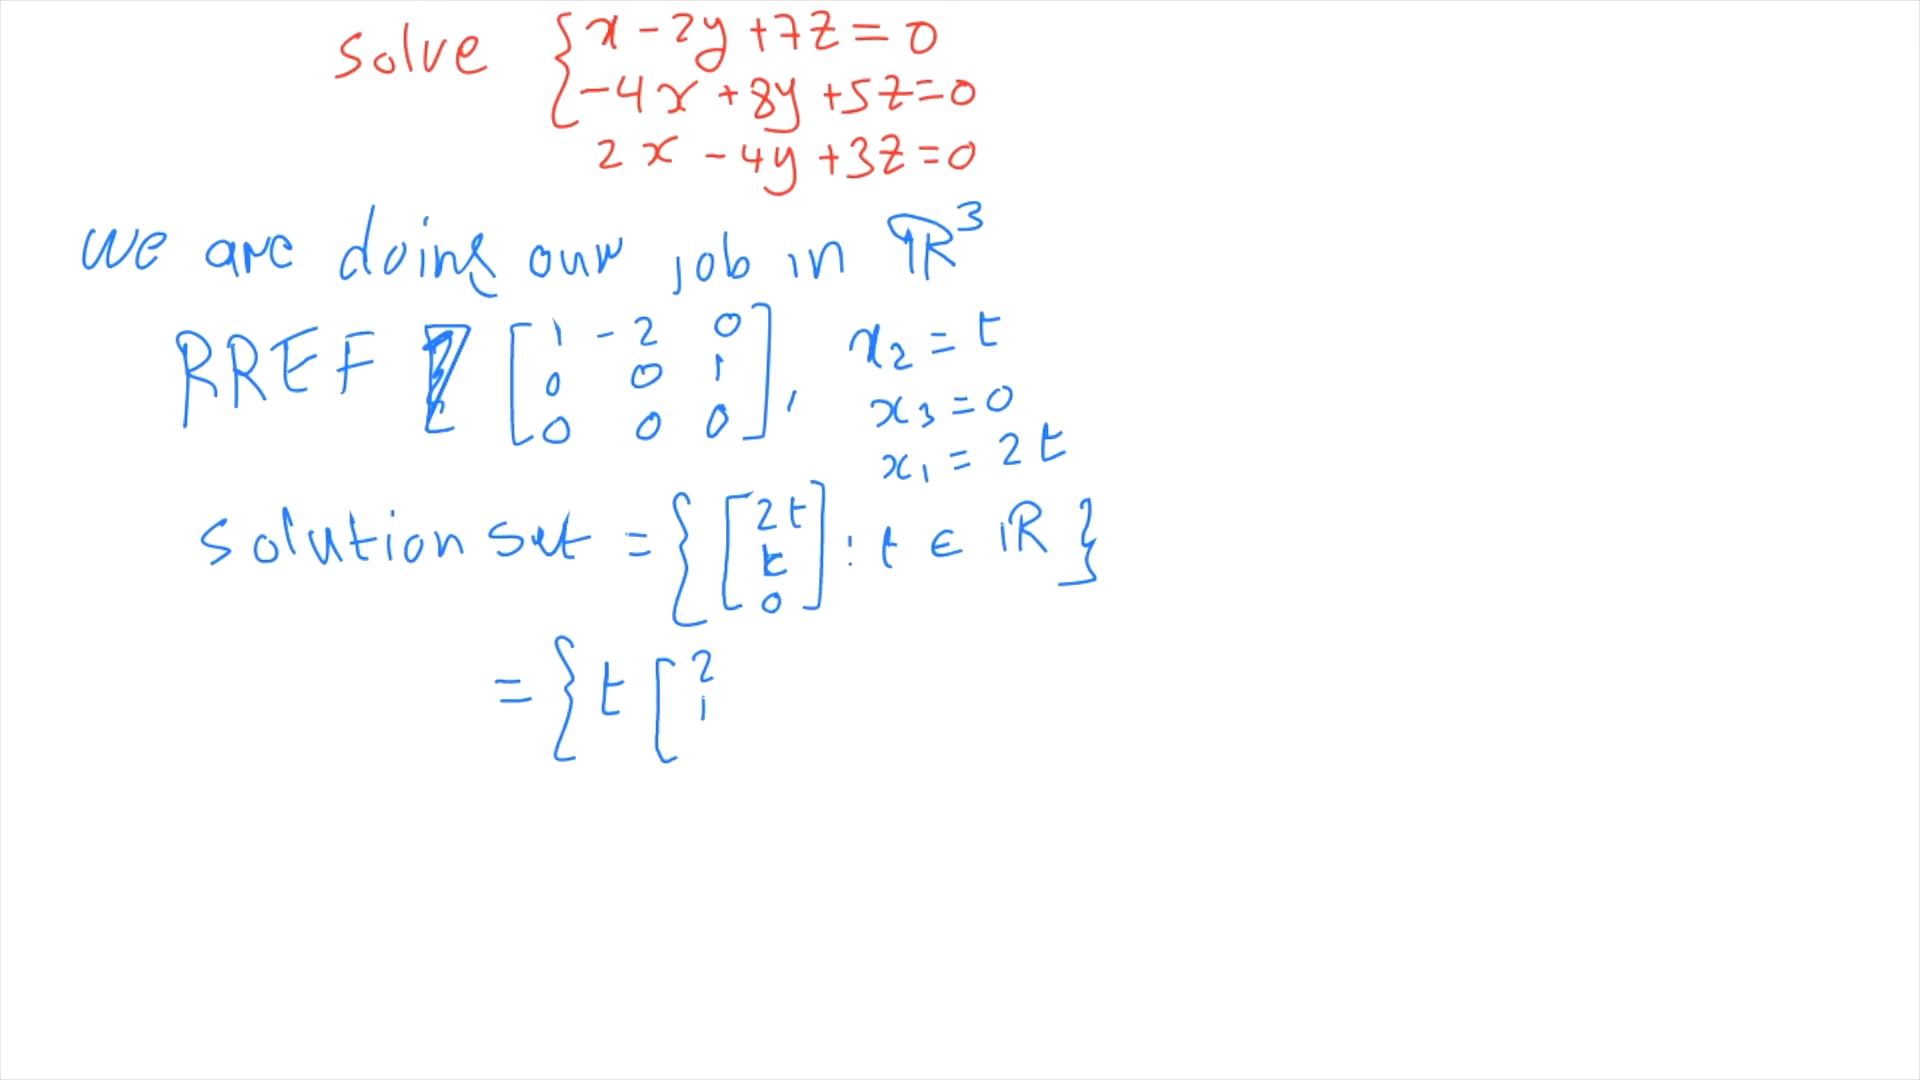 solve { x - 2y + 7z = 0
-4x + 8y + 5z = 0
2x - 4y + 3z = 0
we are doing our job in ℝ³
RREF [ 1 -2 0 ], x₂ = t
0 0 1
x₃ = 0
0 0 0
x₁ = 2t
solution set = { [ 2t ] : t ∈ ℝ }
t
0
= { t [ 2
1